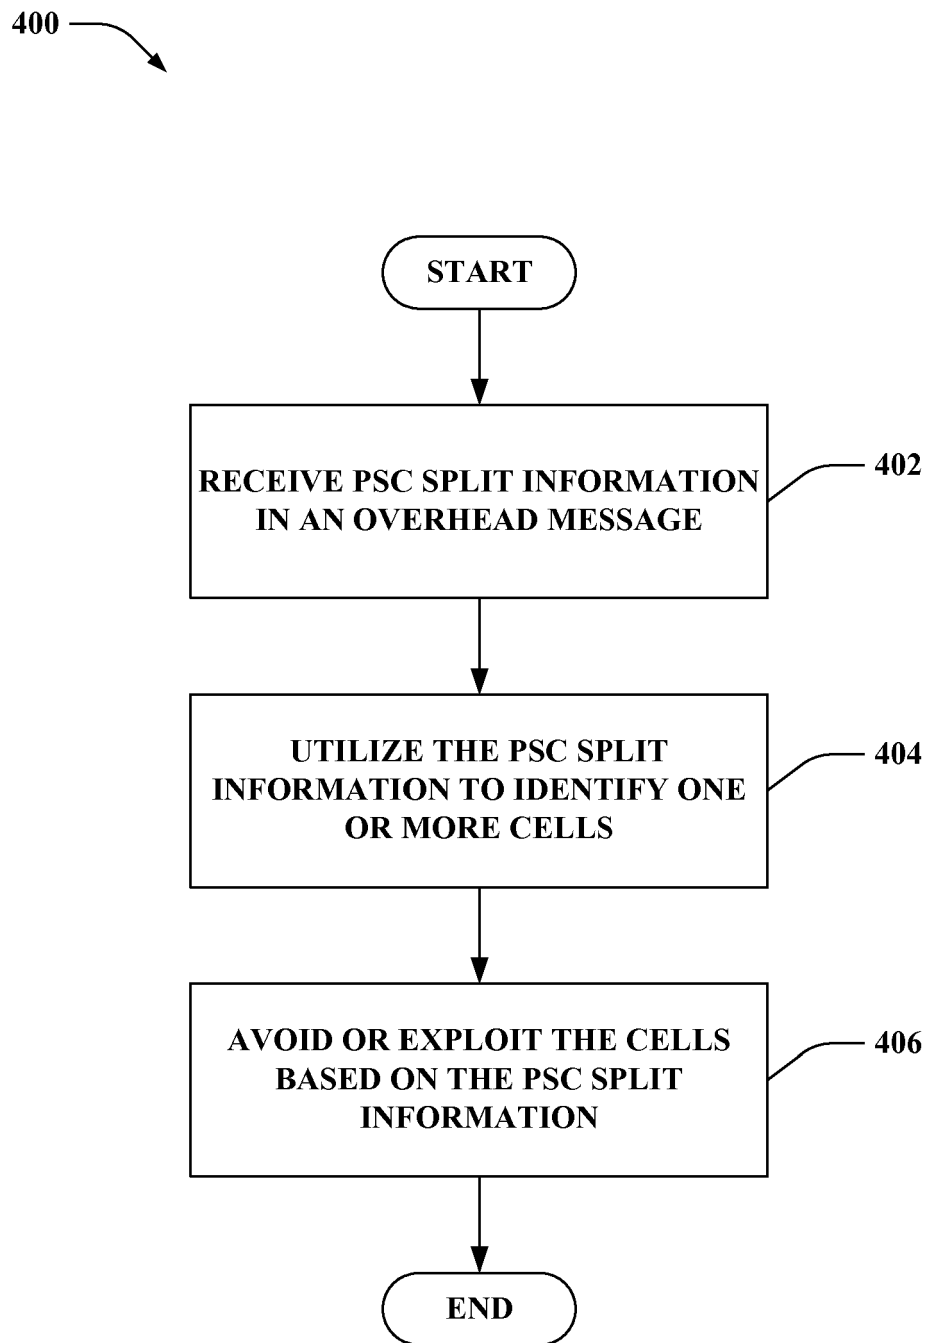 400
START
RECEIVE PSC SPLIT INFORMATION
IN AN OVERHEAD MESSAGE
402
UTILIZE THE PSC SPLIT
INFORMATION TO IDENTIFY ONE
OR MORE CELLS
404
AVOID OR EXPLOIT THE CELLS
BASED ON THE PSC SPLIT
INFORMATION
406
END